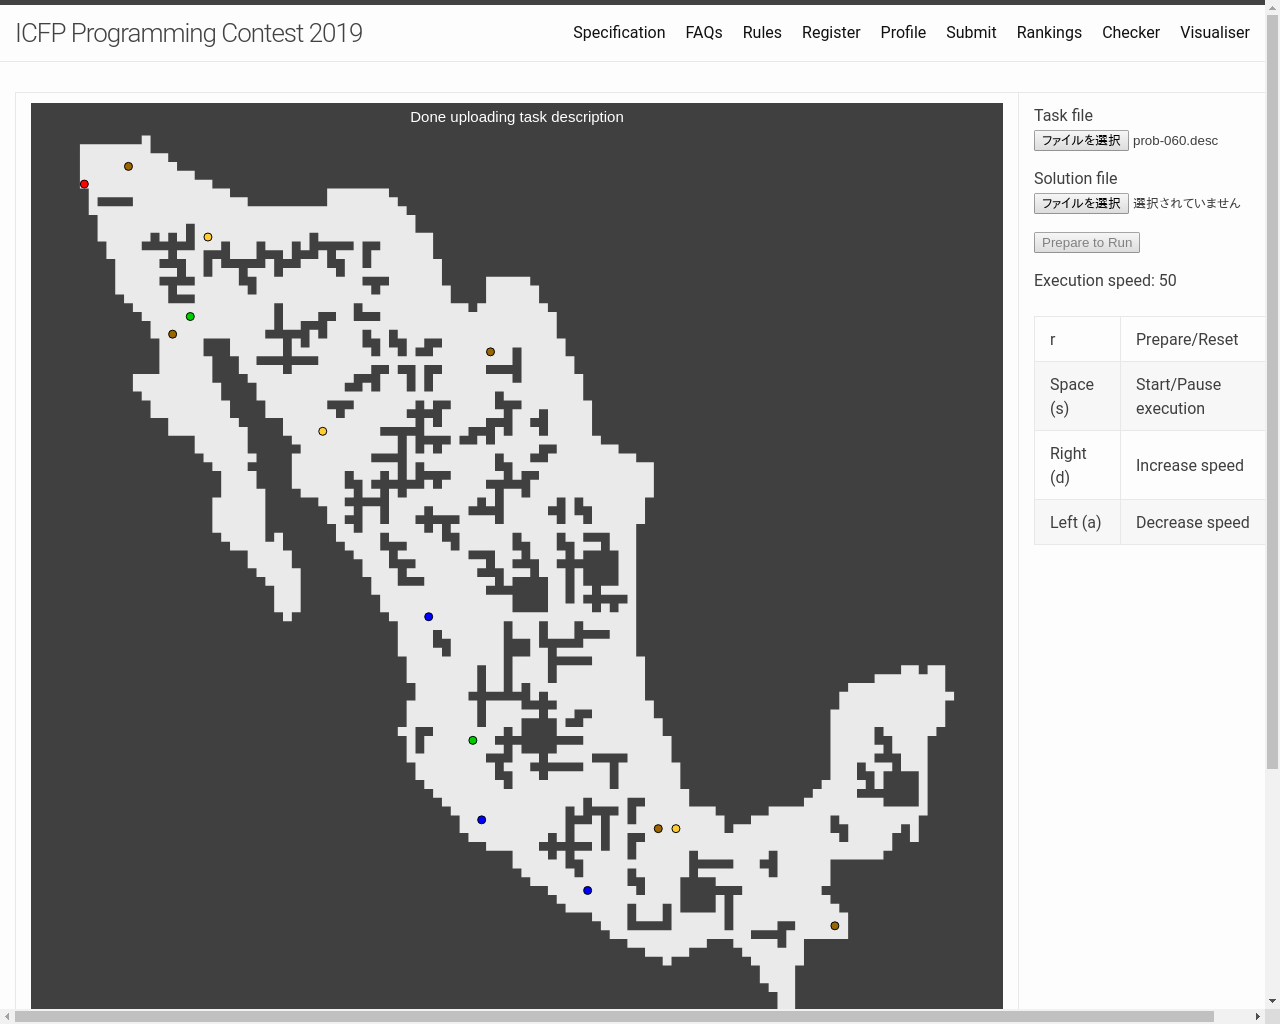 ICFP Programming Contest 2019
Specification FAQs Rules Register Profile Submit Rankings Checker Visualiser
Done uploading task description
Task file
ファイルを選択 prob-060.desc
Solution file
ファイルを選択 選択されていません
Prepare to Run
Execution speed: 50
r Prepare/Reset
Space (s) Start/Pause execution
Right (d) Increase speed
Left (a) Decrease speed